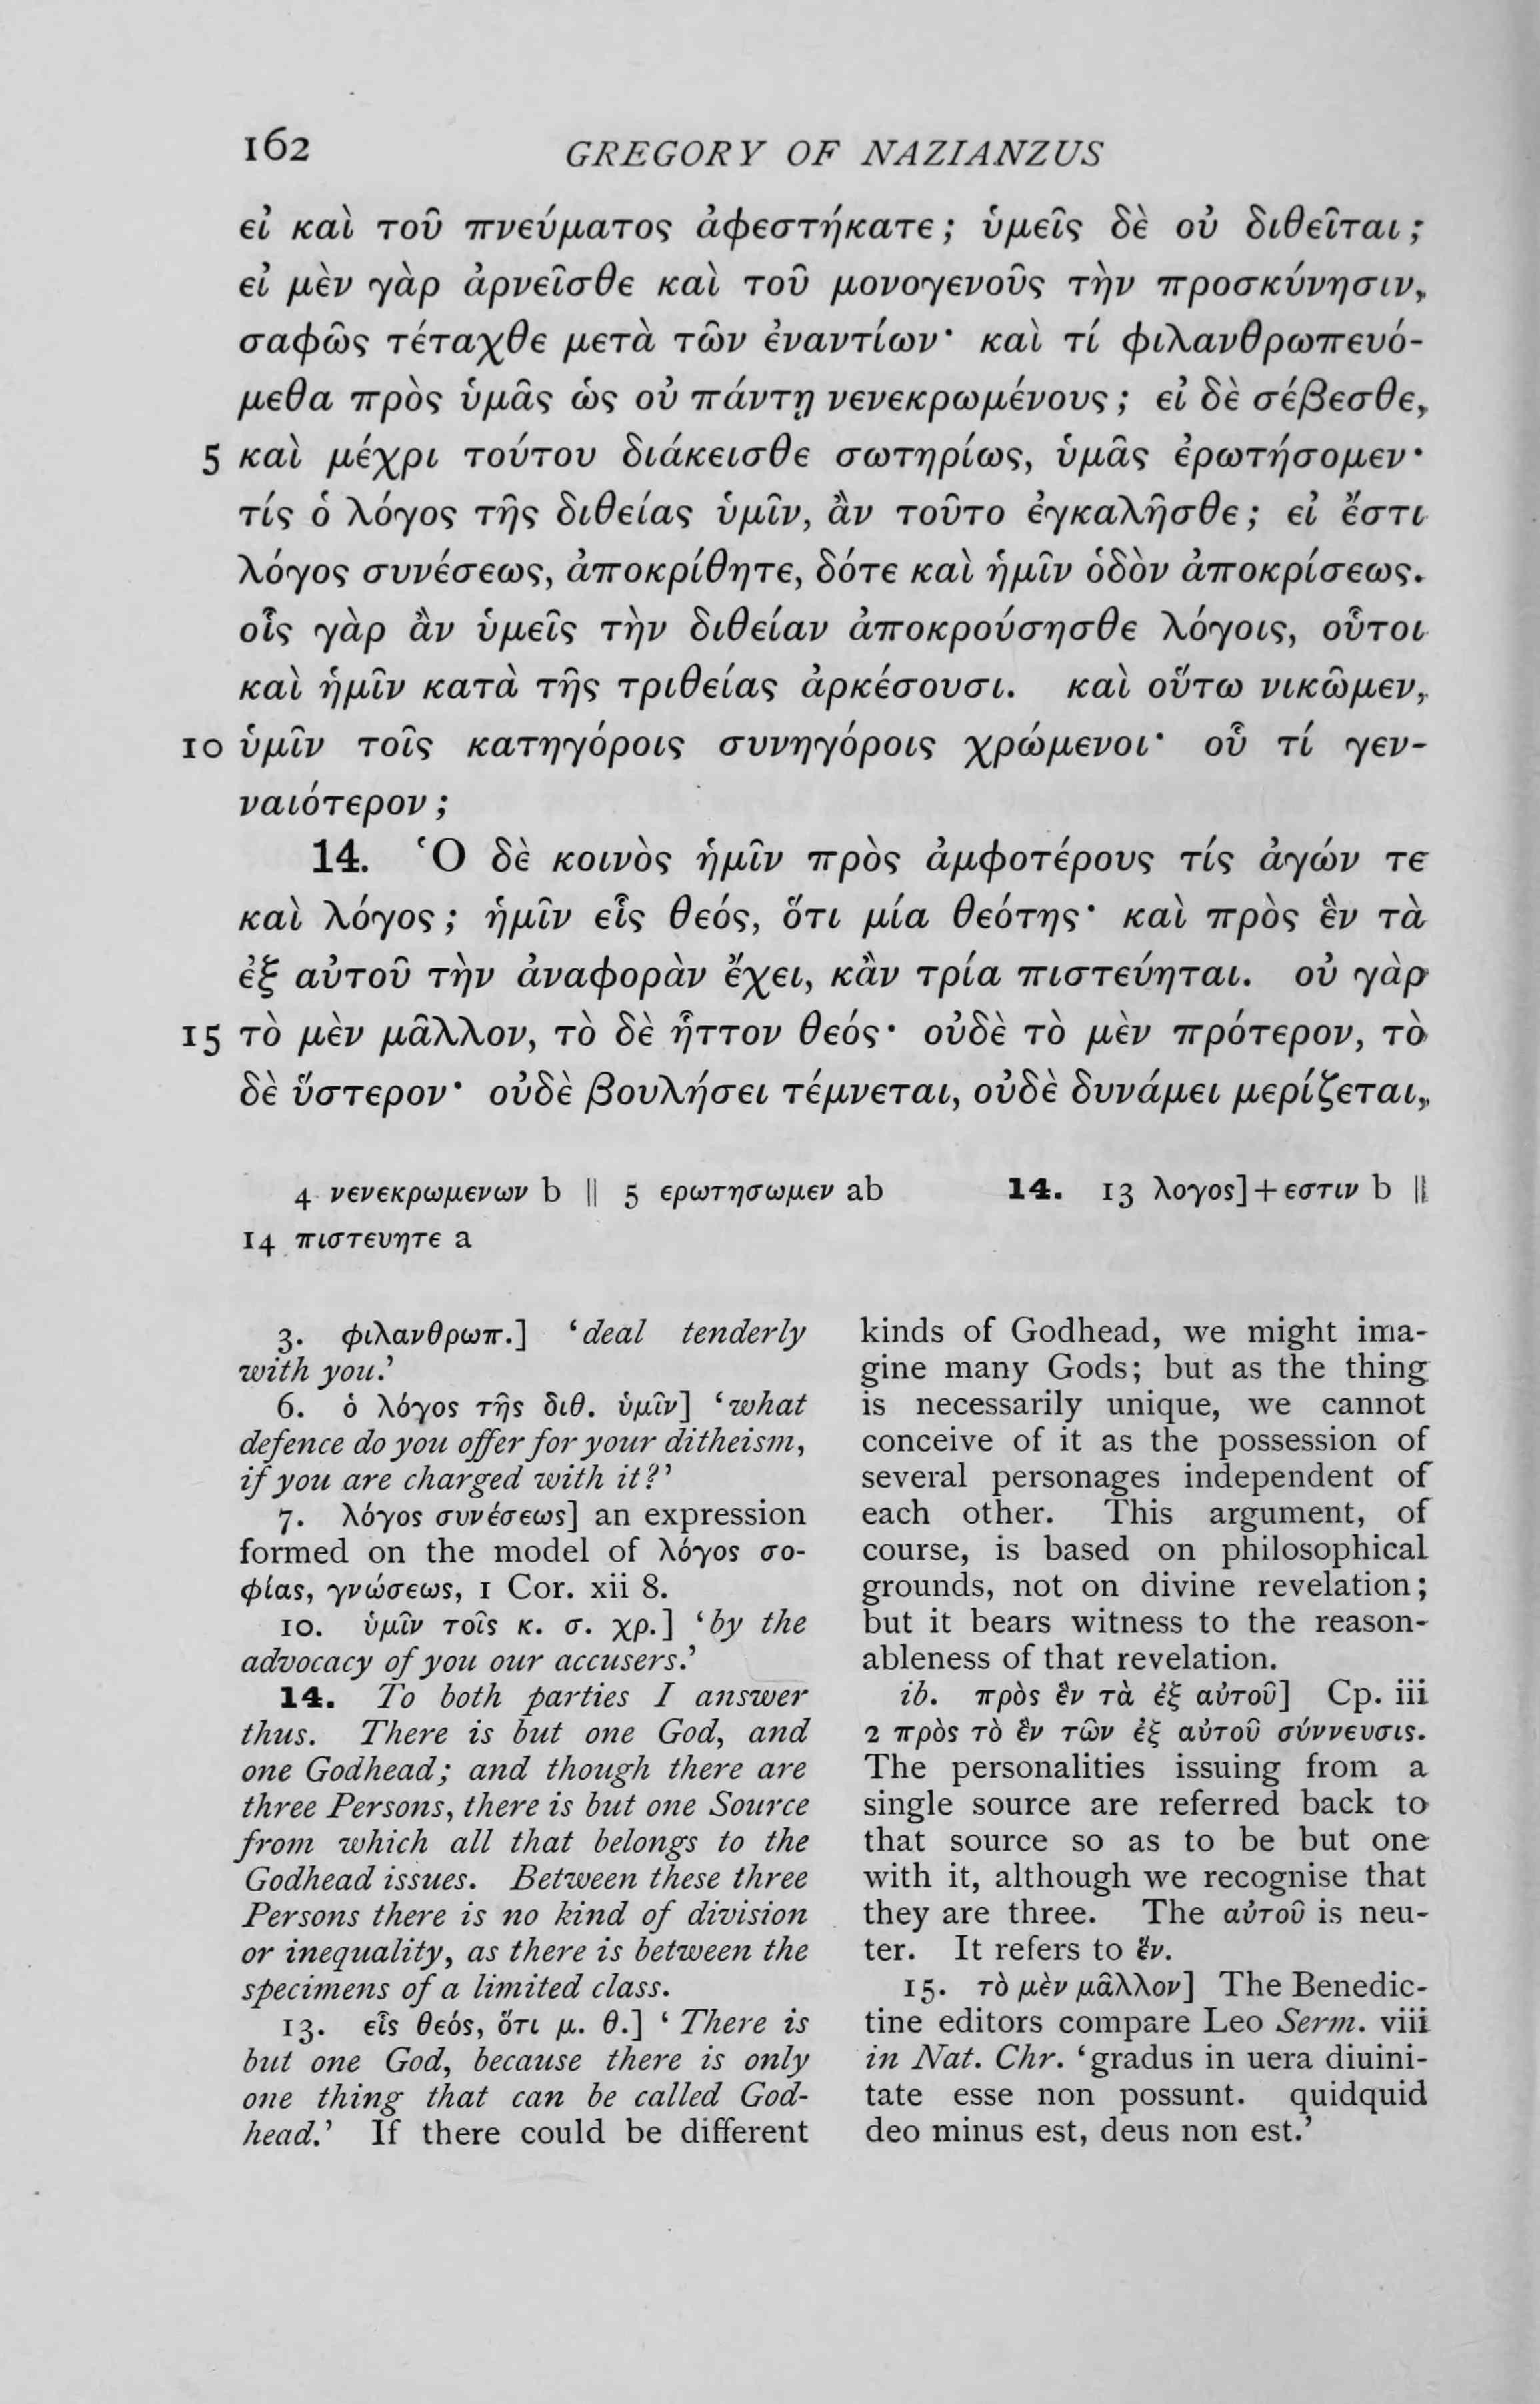 162 GREGORY OF NAZIANZUS
εἰ καὶ τοῦ πνεύματος ἀφεστήκατε; ὑμεῖς δὲ οὐ διθεῖται;
εἰ μὲν γὰρ ἀρνεῖσθε καὶ τοῦ μονογενοῦς τὴν προσκύνησιν,
σαφῶς τέταχθε μετὰ τῶν ἐναντίων· καὶ τί φιλανθρωπευό-
μεθα πρὸς ὑμᾶς ὡς οὐ πάντῃ νενεκρωμένους; εἰ δὲ σέβεσθε,
5 καὶ μέχρι τούτου διάκεισθε σωτηρίως, ὑμᾶς ἐρωτήσομεν·
τίς ὁ λόγος τῆς διθείας ὑμῖν, ἂν τοῦτο ἐγκαλῆσθε; εἰ ἔστι
λόγος συνέσεως, ἀποκρίθητε, δότε καὶ ἡμῖν ὁδὸν ἀποκρίσεως.
οἷς γὰρ ἂν ὑμεῖς τὴν διθείαν ἀποκρούσησθε λόγοις, οὗτοι
καὶ ἡμῖν κατὰ τῆς τριθείας ἀρκέσουσι. καὶ οὕτω νικῶμεν,
10 ὑμῖν τοῖς κατηγόροις συνηγόροις χρώμενοι· οὗ τί γεν-
ναιότερον;
14. Ὁ δὲ κοινὸς ἡμῖν πρὸς ἀμφοτέρους τίς ἀγών τε
καὶ λόγος; ἡμῖν εἷς θεός, ὅτι μία θεότης· καὶ πρὸς ἓν τὰ
ἐξ αὐτοῦ τὴν ἀναφορὰν ἔχει, κἂν τρία πιστεύηται. οὐ γὰρ
15 τὸ μὲν μᾶλλον, τὸ δὲ ἧττον θεός· οὐδὲ τὸ μὲν πρότερον, τὸ
δὲ ὕστερον· οὐδὲ βουλήσει τέμνεται, οὐδὲ δυνάμει μερίζεται,
4 νενεκρωμενων b || 5 ερωτησωμεν ab 14. 13 λογος]+εστιν b ||
14 πιστευητε a
3. φιλανθρωπ.] ‘deal tenderly
with you.’
6. ὁ λόγος τῆς διθ. ὑμῖν] ‘what
defence do you offer for your ditheism,
if you are charged with it?’
7. λόγος συνέσεως] an expression
formed on the model of λόγος σο-
φίας, γνώσεως, 1 Cor. xii 8.
10. ὑμῖν τοῖς κ. σ. χρ.] ‘by the
advocacy of you our accusers.’
14. To both parties I answer
thus. There is but one God, and
one Godhead; and though there are
three Persons, there is but one Source
from which all that belongs to the
Godhead issues. Between these three
Persons there is no kind of division
or inequality, as there is between the
specimens of a limited class.
13. εἷς θεός, ὅτι μ. θ.] ‘There is
but one God, because there is only
one thing that can be called God-
head.’ If there could be different
kinds of Godhead, we might ima-
gine many Gods; but as the thing
is necessarily unique, we cannot
conceive of it as the possession of
several personages independent of
each other. This argument, of
course, is based on philosophical
grounds, not on divine revelation;
but it bears witness to the reason-
ableness of that revelation.
ib. πρὸς ἓν τὰ ἐξ αὐτοῦ] Cp. iii
2 πρὸς τὸ ἓν τῶν ἐξ αὐτοῦ σύννευσις.
The personalities issuing from a
single source are referred back to
that source so as to be but one
with it, although we recognise that
they are three. The αὐτοῦ is neu-
ter. It refers to ἕν.
15. τὸ μὲν μᾶλλον] The Benedic-
tine editors compare Leo Serm. viii
in Nat. Chr. ‘gradus in uera diuini-
tate esse non possunt. quidquid
deo minus est, deus non est.’